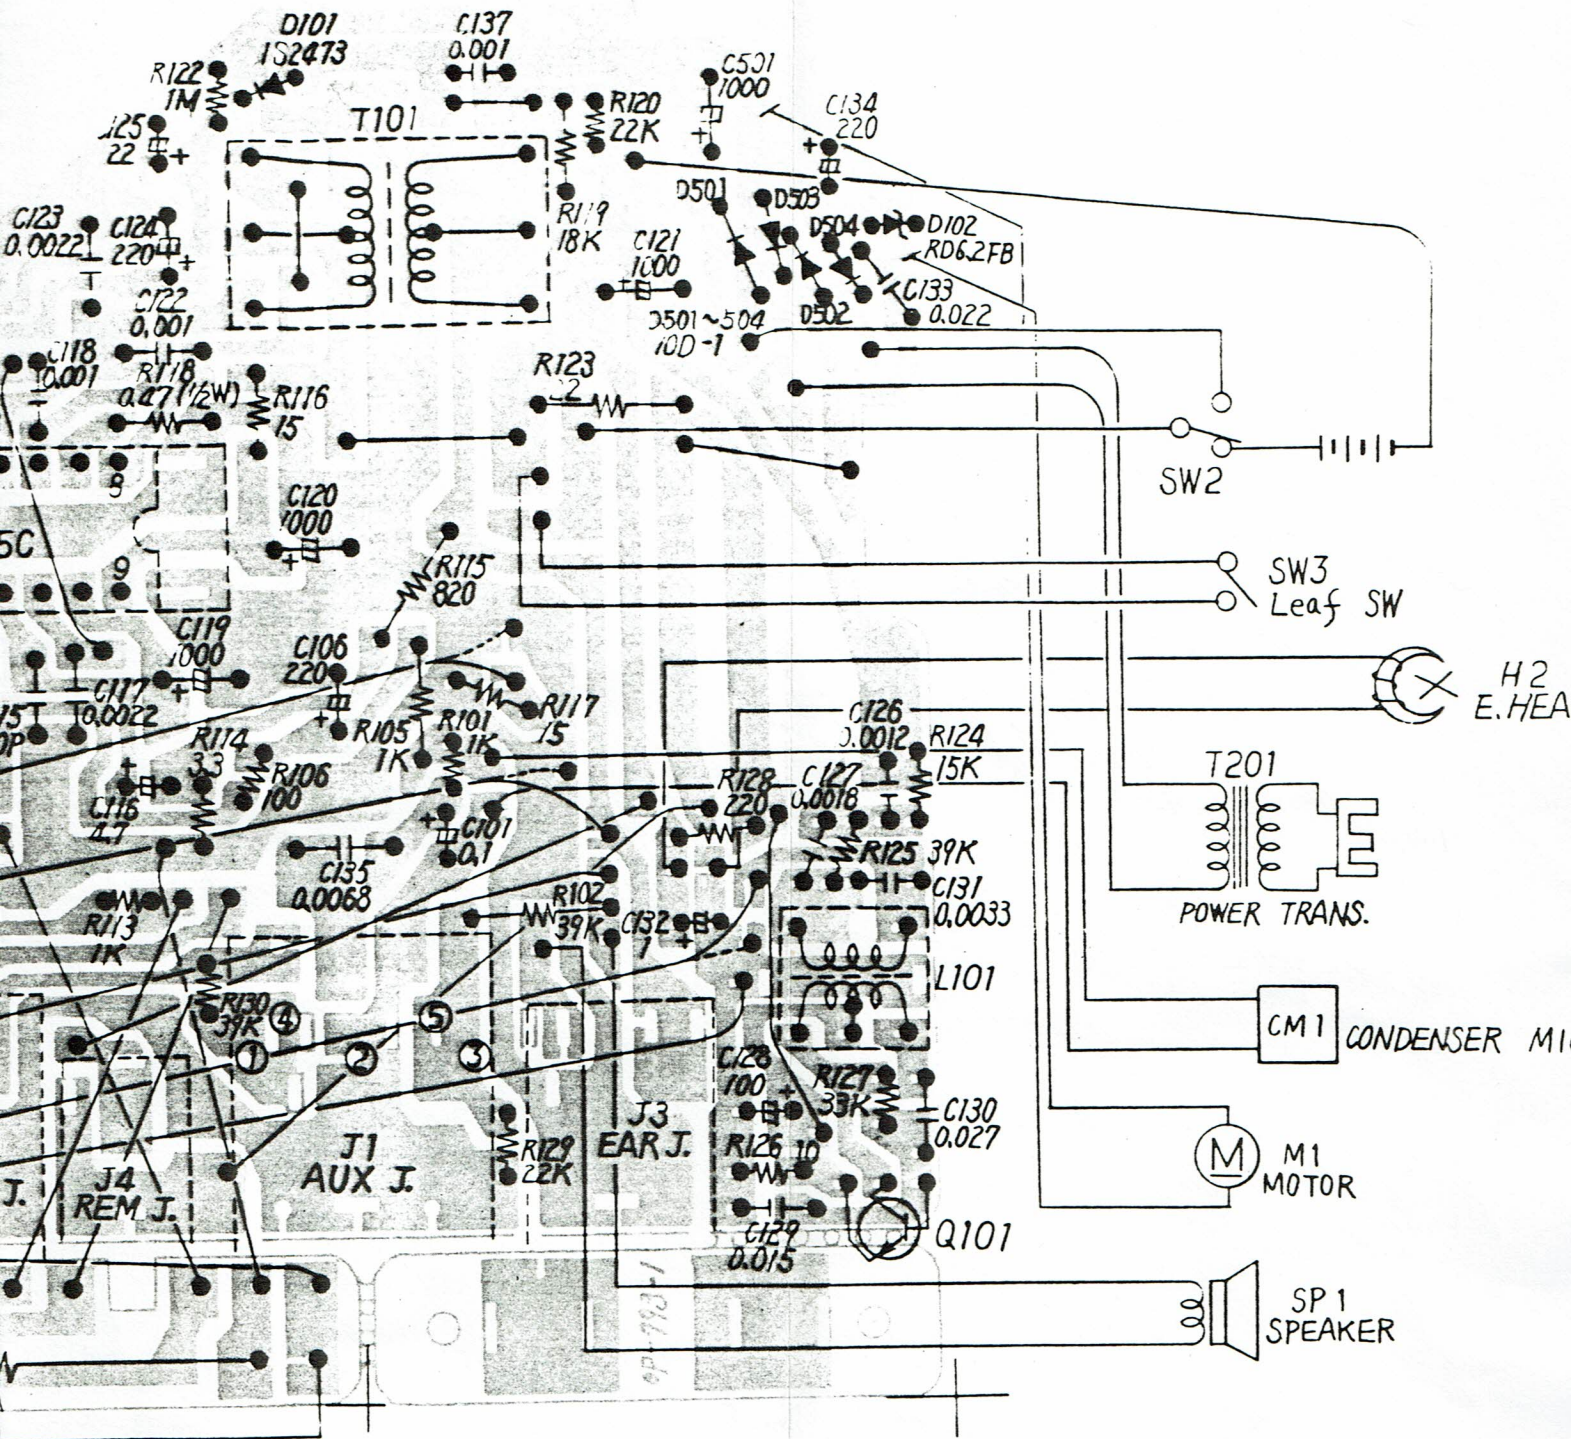 D101
1S2473
C137
0.001
R122
1M
T101
R120
22K
C501
1000
+
C134
220
+
22
+
R119
18K
D501
D503
D504
D102
RD6.2FB
C123
0.0022
C124
220
+
C121
1000
+
C133
0.022
C122
0.001
D502
10D-1
C118
0.001
R118
0.47 (1/2W)
R116
15
R123
SW2
8
5C
9
C120
1000
+
R115
820
SW3
Leaf SW
C119
1000
+
C106
220
+
H2
E.HEA
C117
0.0022
R105
1K
R101
1K
R117
15
C126
0.0012
R124
15K
R114
3.3
R106
100
C116
4.7
+
R128
220
C127
0.0018
T201
POWER TRANS.
+
C101
0.1
C135
0.0068
R125 39K
C131
0.0033
R113
1K
R102
39K
C132
1
+
L101
R130
39K
④
⑤
①
②
③
CM1
CONDENSER MI
C128
100
+
R127
33K
C130
0.027
J3
EAR J.
J1
AUX J.
R129
22K
R126 10
J4
REM J.
J.
M
M1
MOTOR
C129
0.015
Q101
SP1
SPEAKER